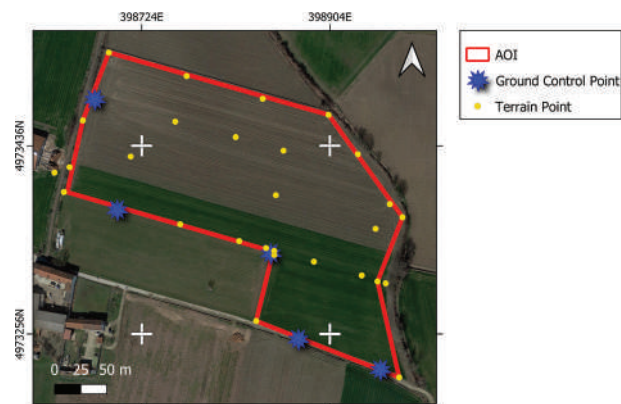 398724E
398904E
AOI
Ground Control Point
Terrain Point
4973436N
4973256N
0 25 50 m